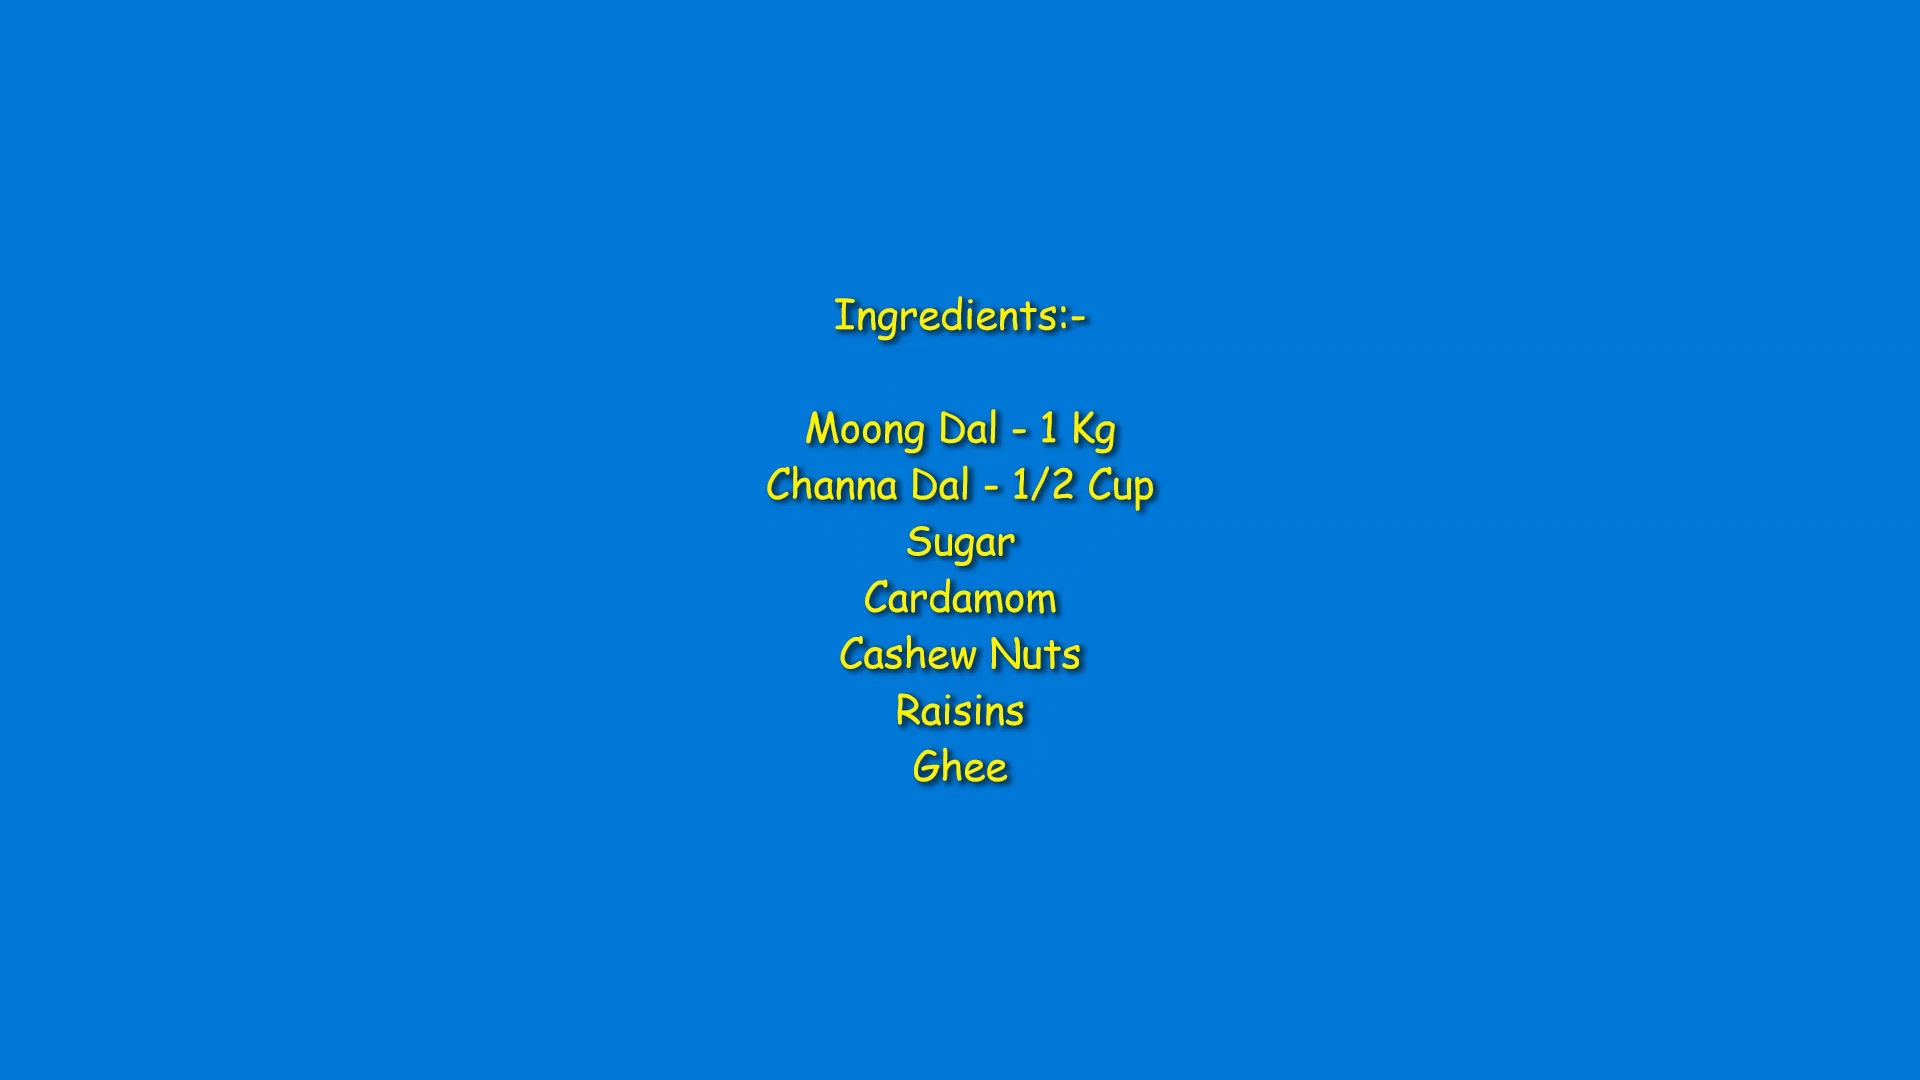 Ingredients:-
Moong Dal - 1 Kg
Channa Dal - 1/2 Cup
Sugar
Cardamom
Cashew Nuts
Raisins
Ghee